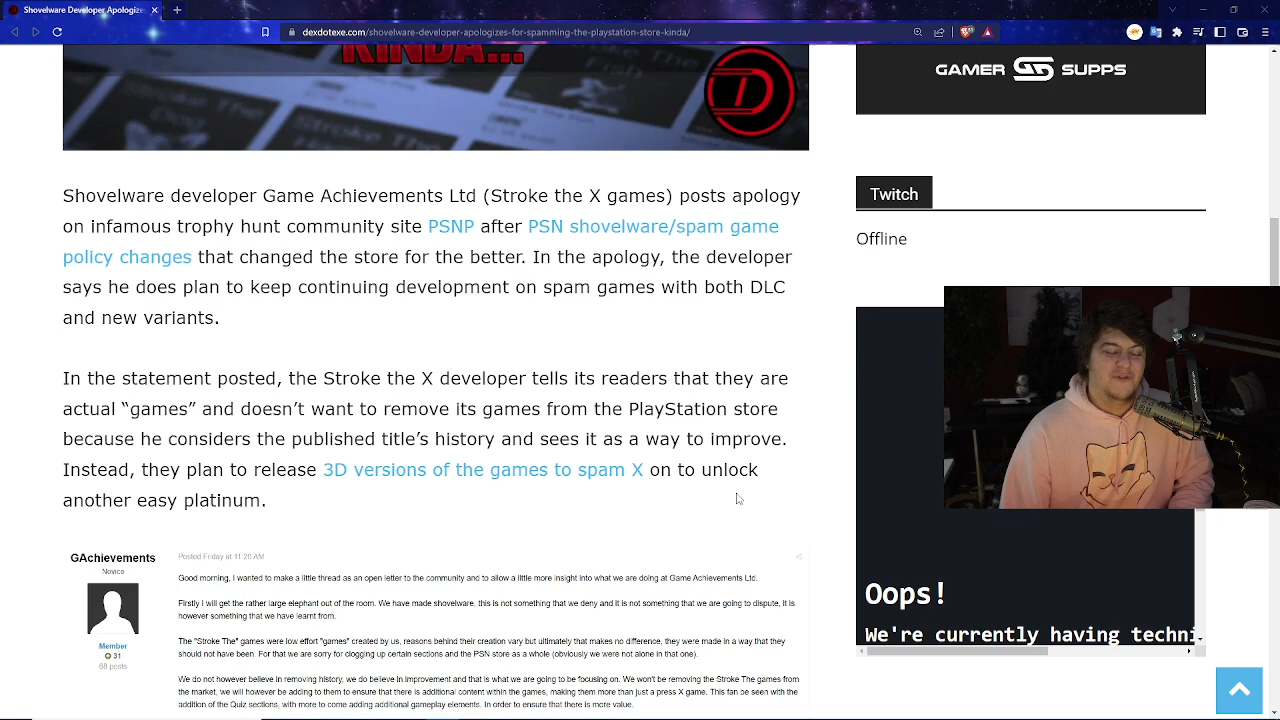 Shovelware Developer Apologizes
dexdotexe.com/shovelware-developer-apologizes-for-spamming-the-playstation-store-kinda/
KINDA...
D
GAMER SUPPS
Shovelware developer Game Achievements Ltd (Stroke the X games) posts apology
on infamous trophy hunt community site PSNP after PSN shovelware/spam game
policy changes that changed the store for the better. In the apology, the developer
says he does plan to keep continuing development on spam games with both DLC
and new variants.
In the statement posted, the Stroke the X developer tells its readers that they are
actual “games” and doesn’t want to remove its games from the PlayStation store
because he considers the published title’s history and sees it as a way to improve.
Instead, they plan to release 3D versions of the games to spam X on to unlock
another easy platinum.
Twitch
Offline
GAchievements
Novice
Member
31
68 posts
Posted Friday at 11:20 AM
Good morning, I wanted to make a little thread as an open letter to the community and to allow a little more insight into what we are doing at Game Achievements Ltd.
Firstly I will get the rather large elephant out of the room. We have made shovelware, this is not something that we deny and it is not something that we are going to dispute, it is
however something that we have learnt from.
The "Stroke The" games were low effort "games" created by us, reasons behind their creation vary but ultimately that makes no difference, they were made in a way that they
should not have been. For that we are sorry for clogging up certain sections and the PSN store as a whole (obviously we were not alone in that one).
We do not however believe in removing history, we do believe in improvement and that is what we are going to be focusing on. We won't be removing the Stroke The games from
the market, we will however be adding to them to ensure that there is additional content within the games, making them more than just a press X game. This fan be seen with the
addition of the Quiz sections, with more to come adding additional gameplay elements. In order to ensure that there is more value.
Oops!
We're currently having techni